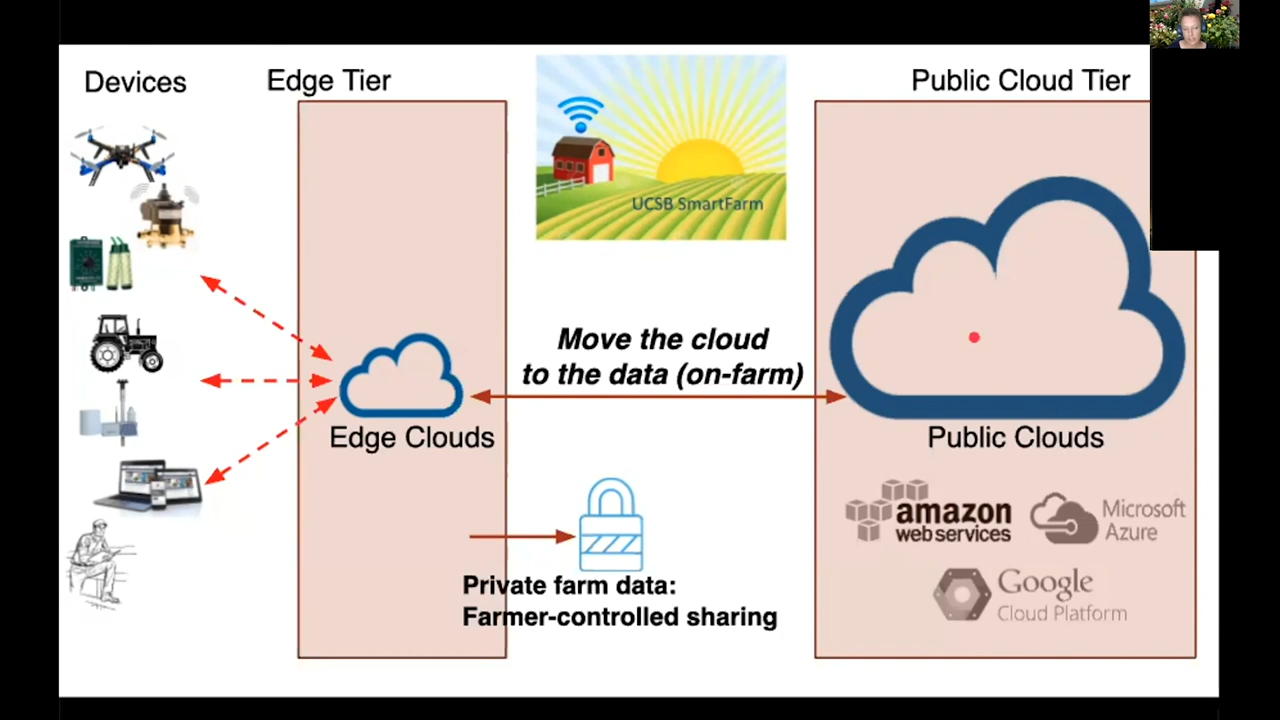 Devices
Edge Tier
Public Cloud Tier
UCSB SmartFarm
Move the cloud
to the data (on-farm)
Edge Clouds
Public Clouds
amazon
web services
Microsoft
Azure
Google
Cloud Platform
Private farm data:
Farmer-controlled sharing